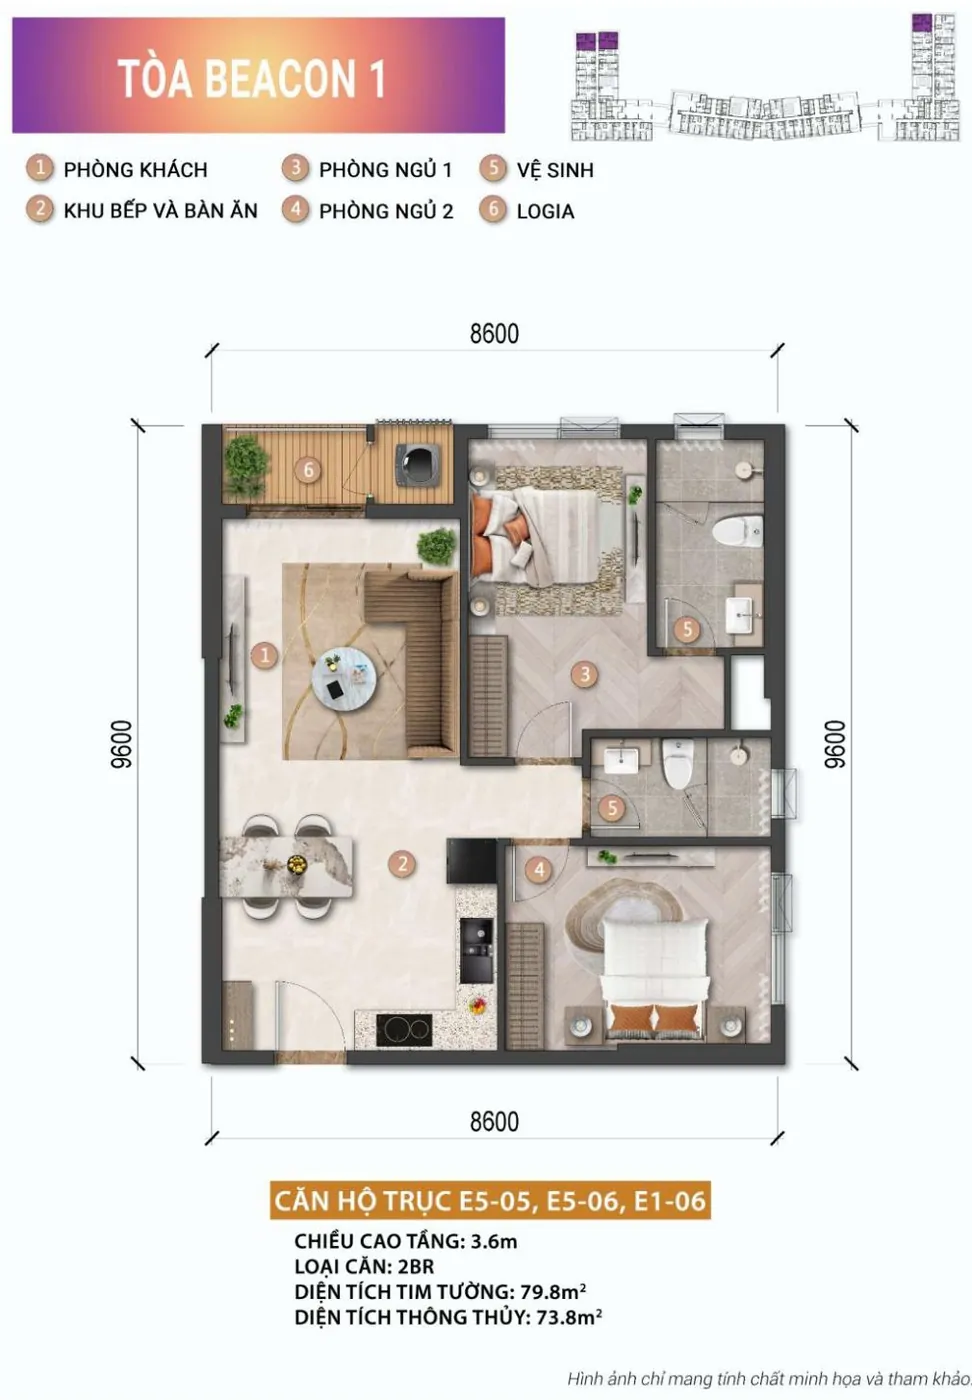 TÒA BEACON 1
1 PHÒNG KHÁCH
3 PHÒNG NGỦ 1
5 VỆ SINH
2 KHU BẾP VÀ BÀN ĂN
4 PHÒNG NGỦ 2
6 LOGIA
8600
6
5
1
3
9600
9600
5
2
4
8600
CĂN HỘ TRỤC E5-05, E5-06, E1-06
CHIỀU CAO TẦNG: 3.6m
LOẠI CĂN: 2BR
DIỆN TÍCH TIM TƯỜNG: 79.8m²
DIỆN TÍCH THÔNG THỦY: 73.8m²
Hình ảnh chỉ mang tính chất minh họa và tham khảo.